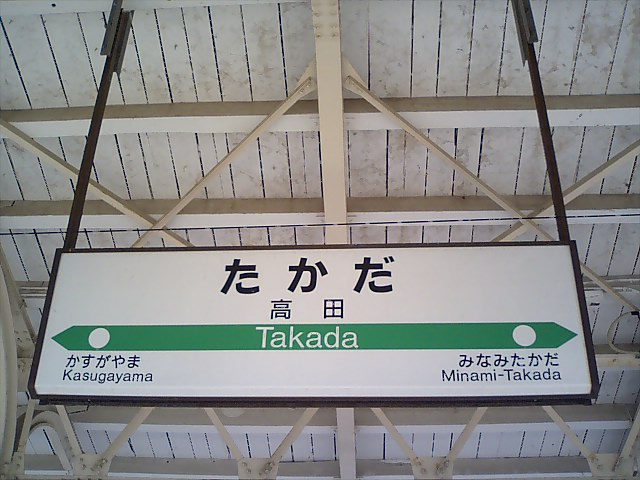 たかだ
高田
Takada
かすがやま
Kasugayama
みなみたかだ
Minami-Takada